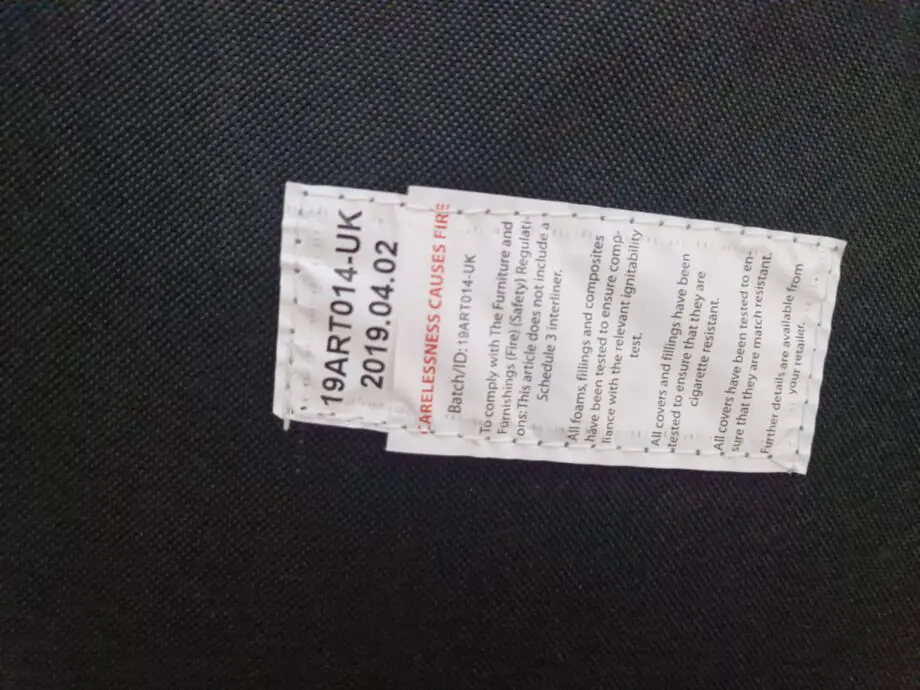 19ART014-UK
2019.04.02
CARELESSNESS CAUSES FIRE
Batch/ID: 19ART014-UK
To comply with The Furniture and
Furnishings (Fire) (Safety) Regulati-
ons:This article does not include a
Schedule 3 interliner.
All foams, fillings and composites
have been tested to ensure comp-
liance with the relevant ignitability
test.
All covers and fillings have been
tested to ensure that they are
cigarette resistant.
All covers have been tested to en-
sure that they are match resistant.
Further details are available from
your retailer.